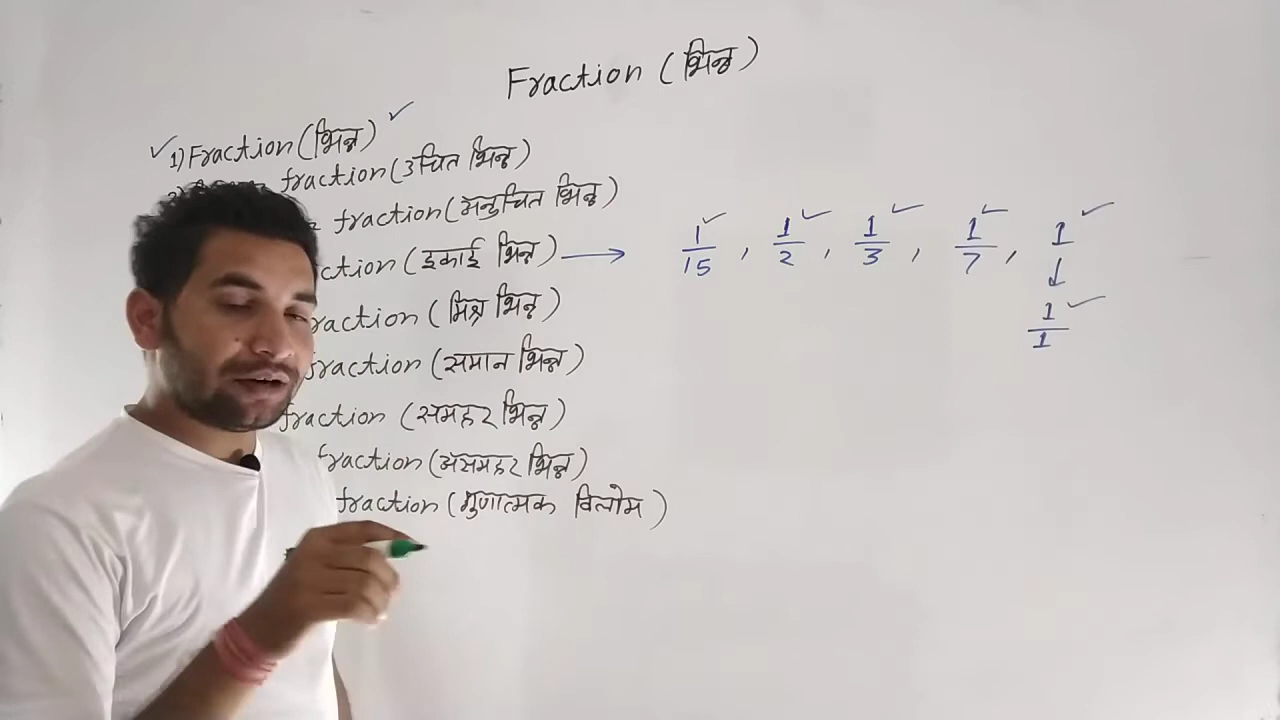 Fraction (भिन्न)
1) Fraction (भिन्न)
fraction (उचित भिन्न)
fraction (अनुचित भिन्न)
ction (इकाई भिन्न) → 1/15 , 1/2 , 1/3 , 1/7 , 1
↓
1/1
raction (मिश्र भिन्न)
fraction (समान भिन्न)
fraction (समहर भिन्न)
fraction (असमहर भिन्न)
fraction (गुणात्मक विलोम)